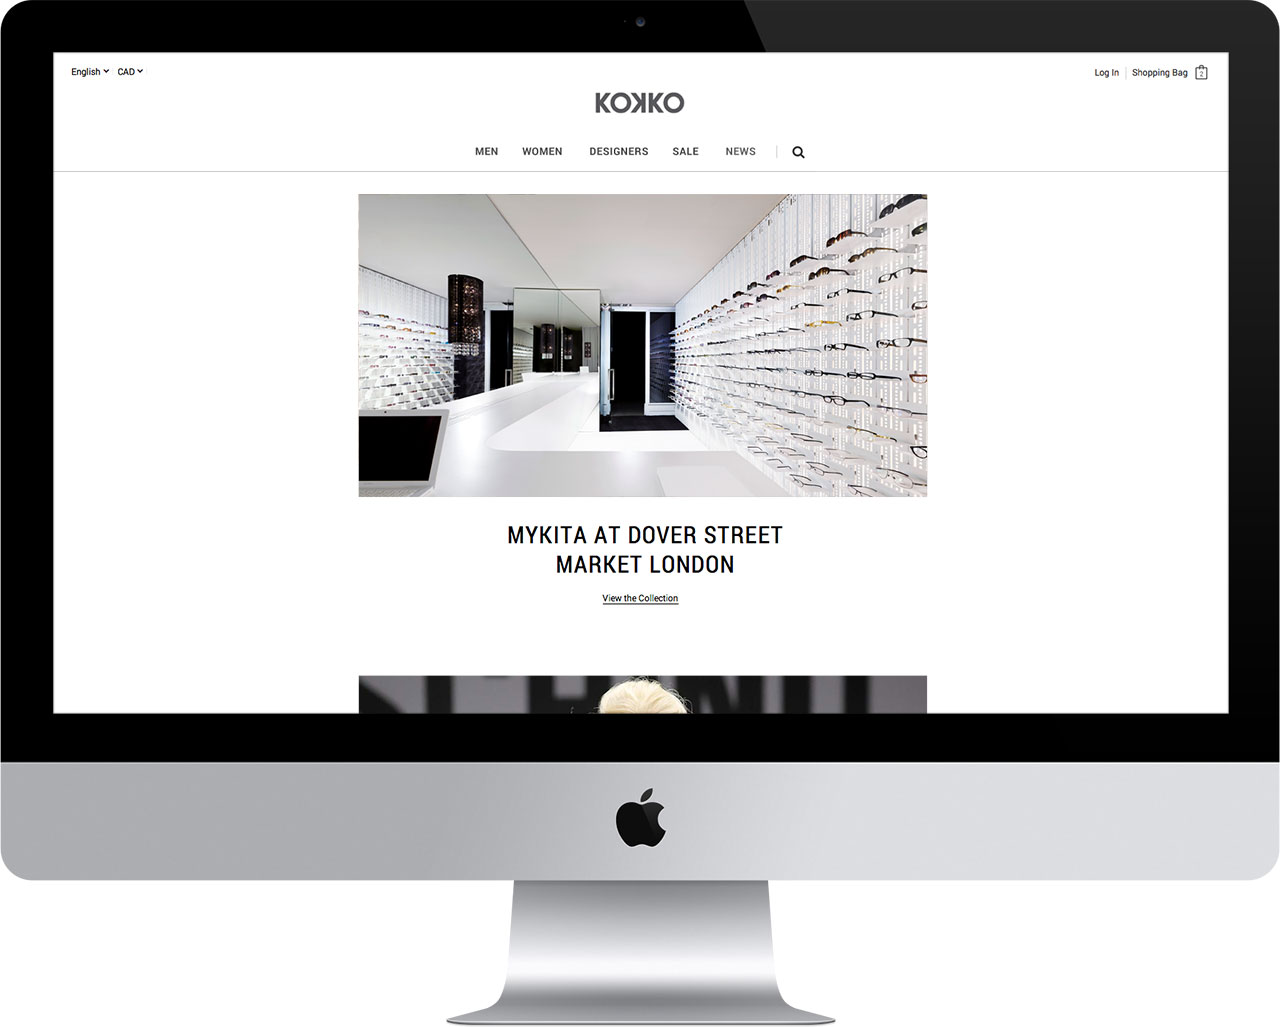 English CAD
Log In Shopping Bag 2
KOKKO
MEN WOMEN DESIGNERS SALE NEWS
MYKITA AT DOVER STREET
MARKET LONDON
View the Collection